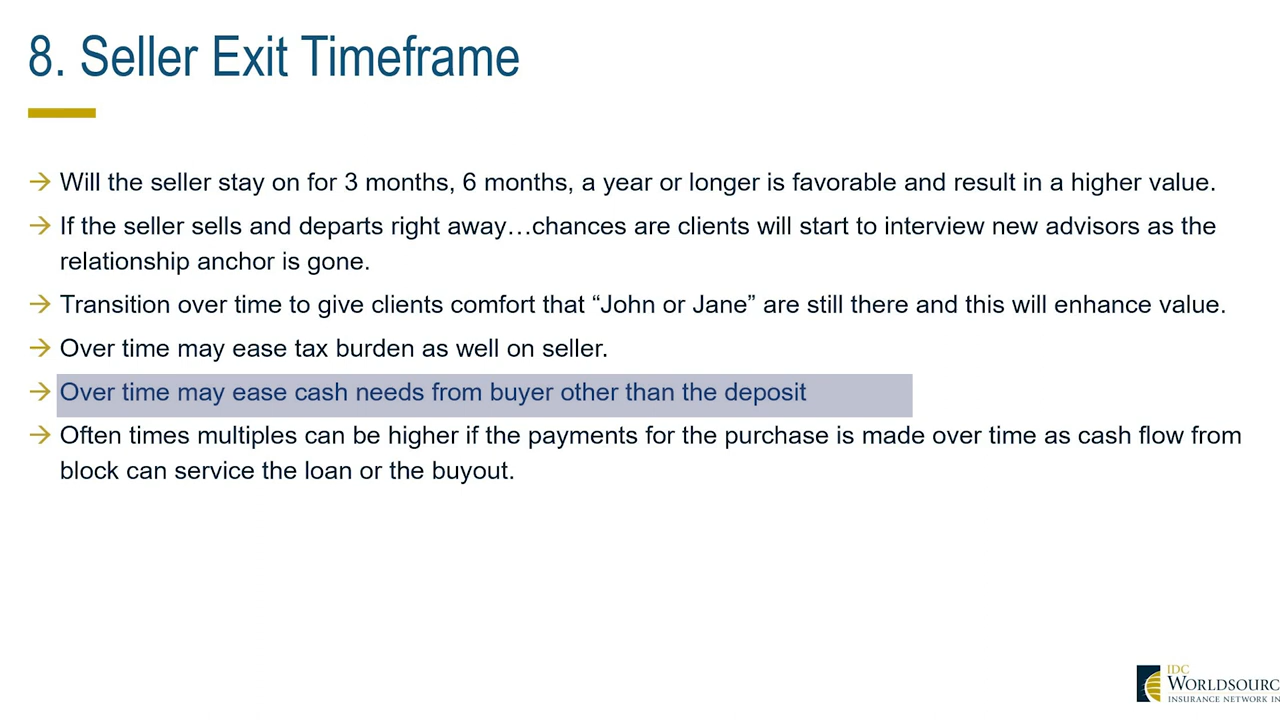 8. Seller Exit Timeframe
→ Will the seller stay on for 3 months, 6 months, a year or longer is favorable and result in a higher value.
→ If the seller sells and departs right away…chances are clients will start to interview new advisors as the
relationship anchor is gone.
→ Transition over time to give clients comfort that “John or Jane” are still there and this will enhance value.
→ Over time may ease tax burden as well on seller.
→ Over time may ease cash needs from buyer other than the deposit
→ Often times multiples can be higher if the payments for the purchase is made over time as cash flow from
block can service the loan or the buyout.
IDC
WORLDSOURC
INSURANCE NETWORK IN